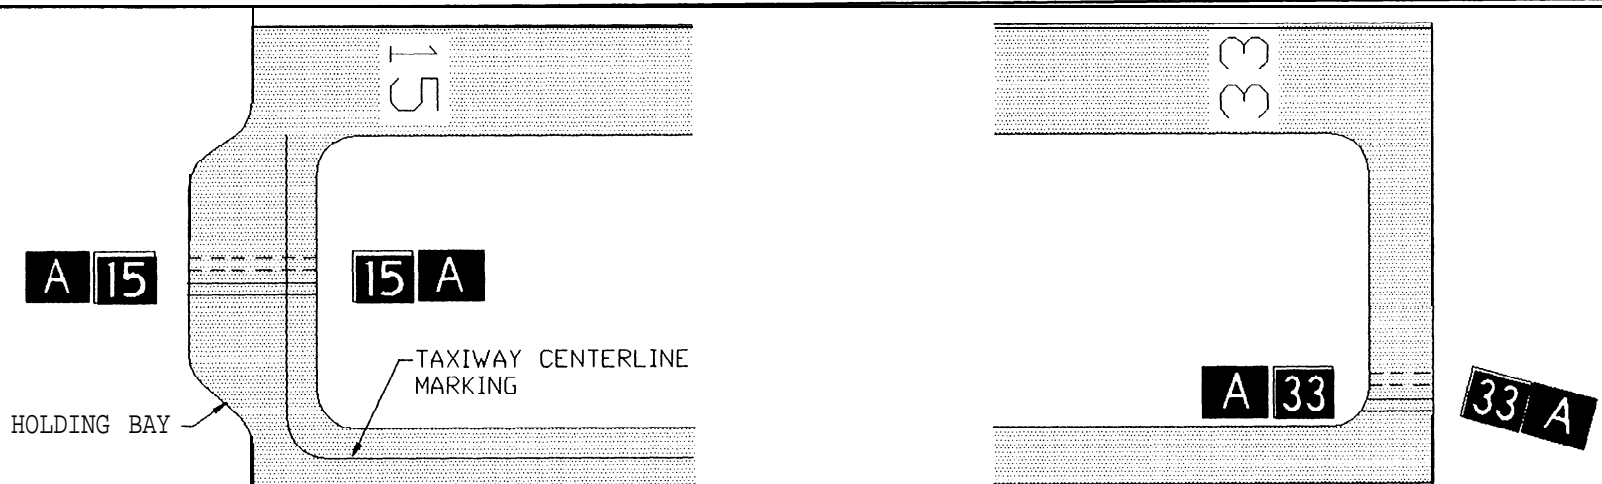 15
33
A 15
15 A
TAXIWAY CENTERLINE
MARKING
A 33
33 A
HOLDING BAY